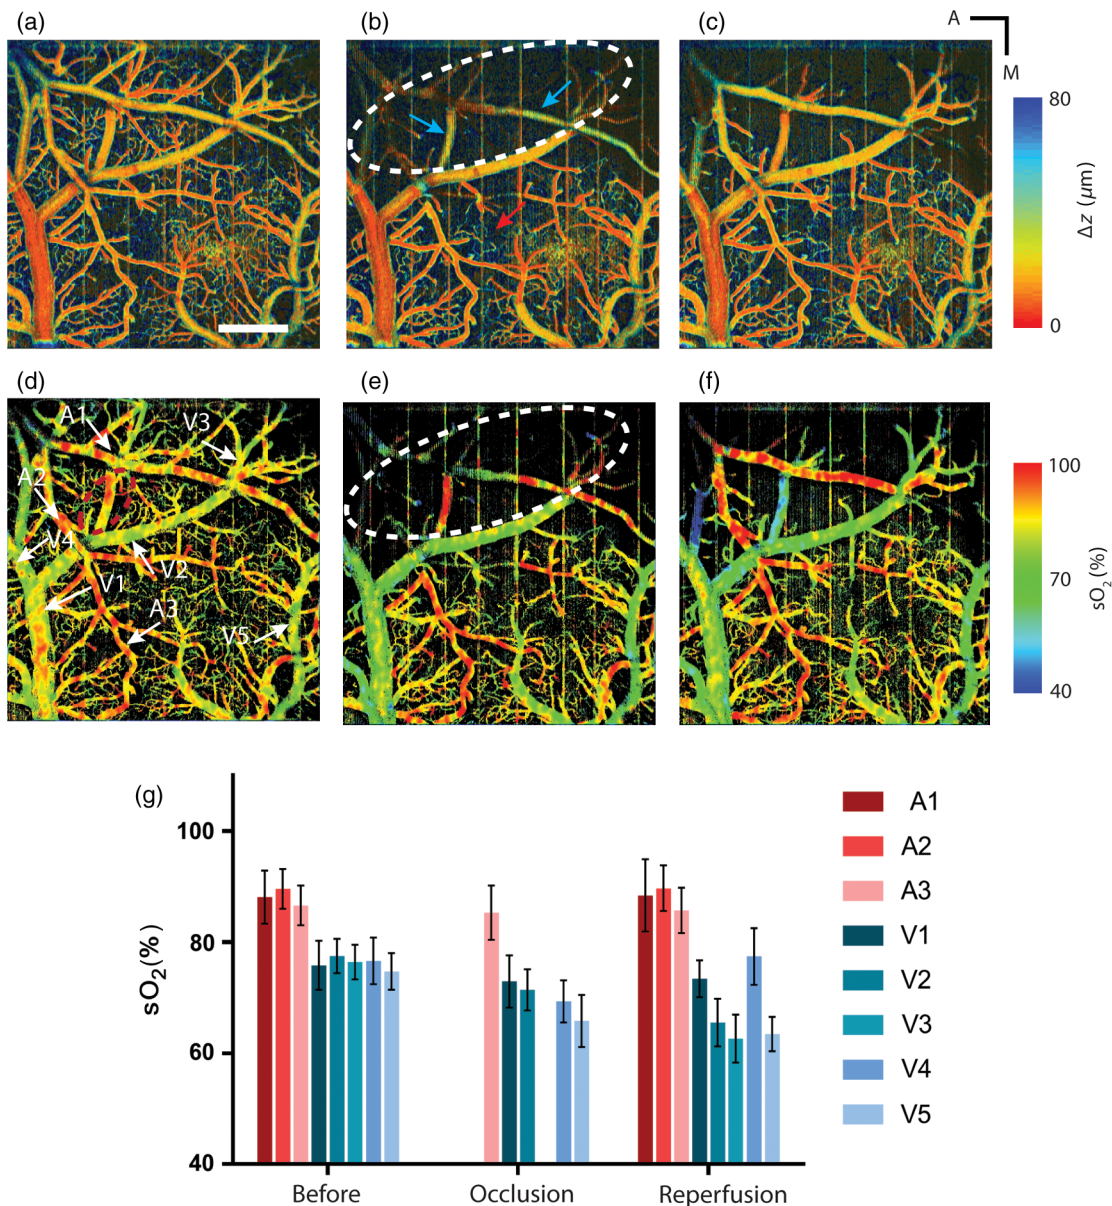 (a)
(b)
(c)
A
M
80
Δz (μm)
0
(d)
(e)
(f)
A1
V3
A2
V4
V2
V1
A3
V5
100
70
sO2 (%)
40
(g)
100
80
60
40
sO2(%)
Before
Occlusion
Reperfusion
A1
A2
A3
V1
V2
V3
V4
V5